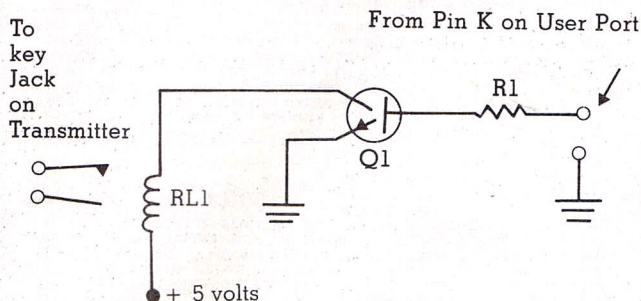 To
key
Jack
on
Transmitter
From Pin K on User Port
R1
Q1
RL1
+ 5 volts